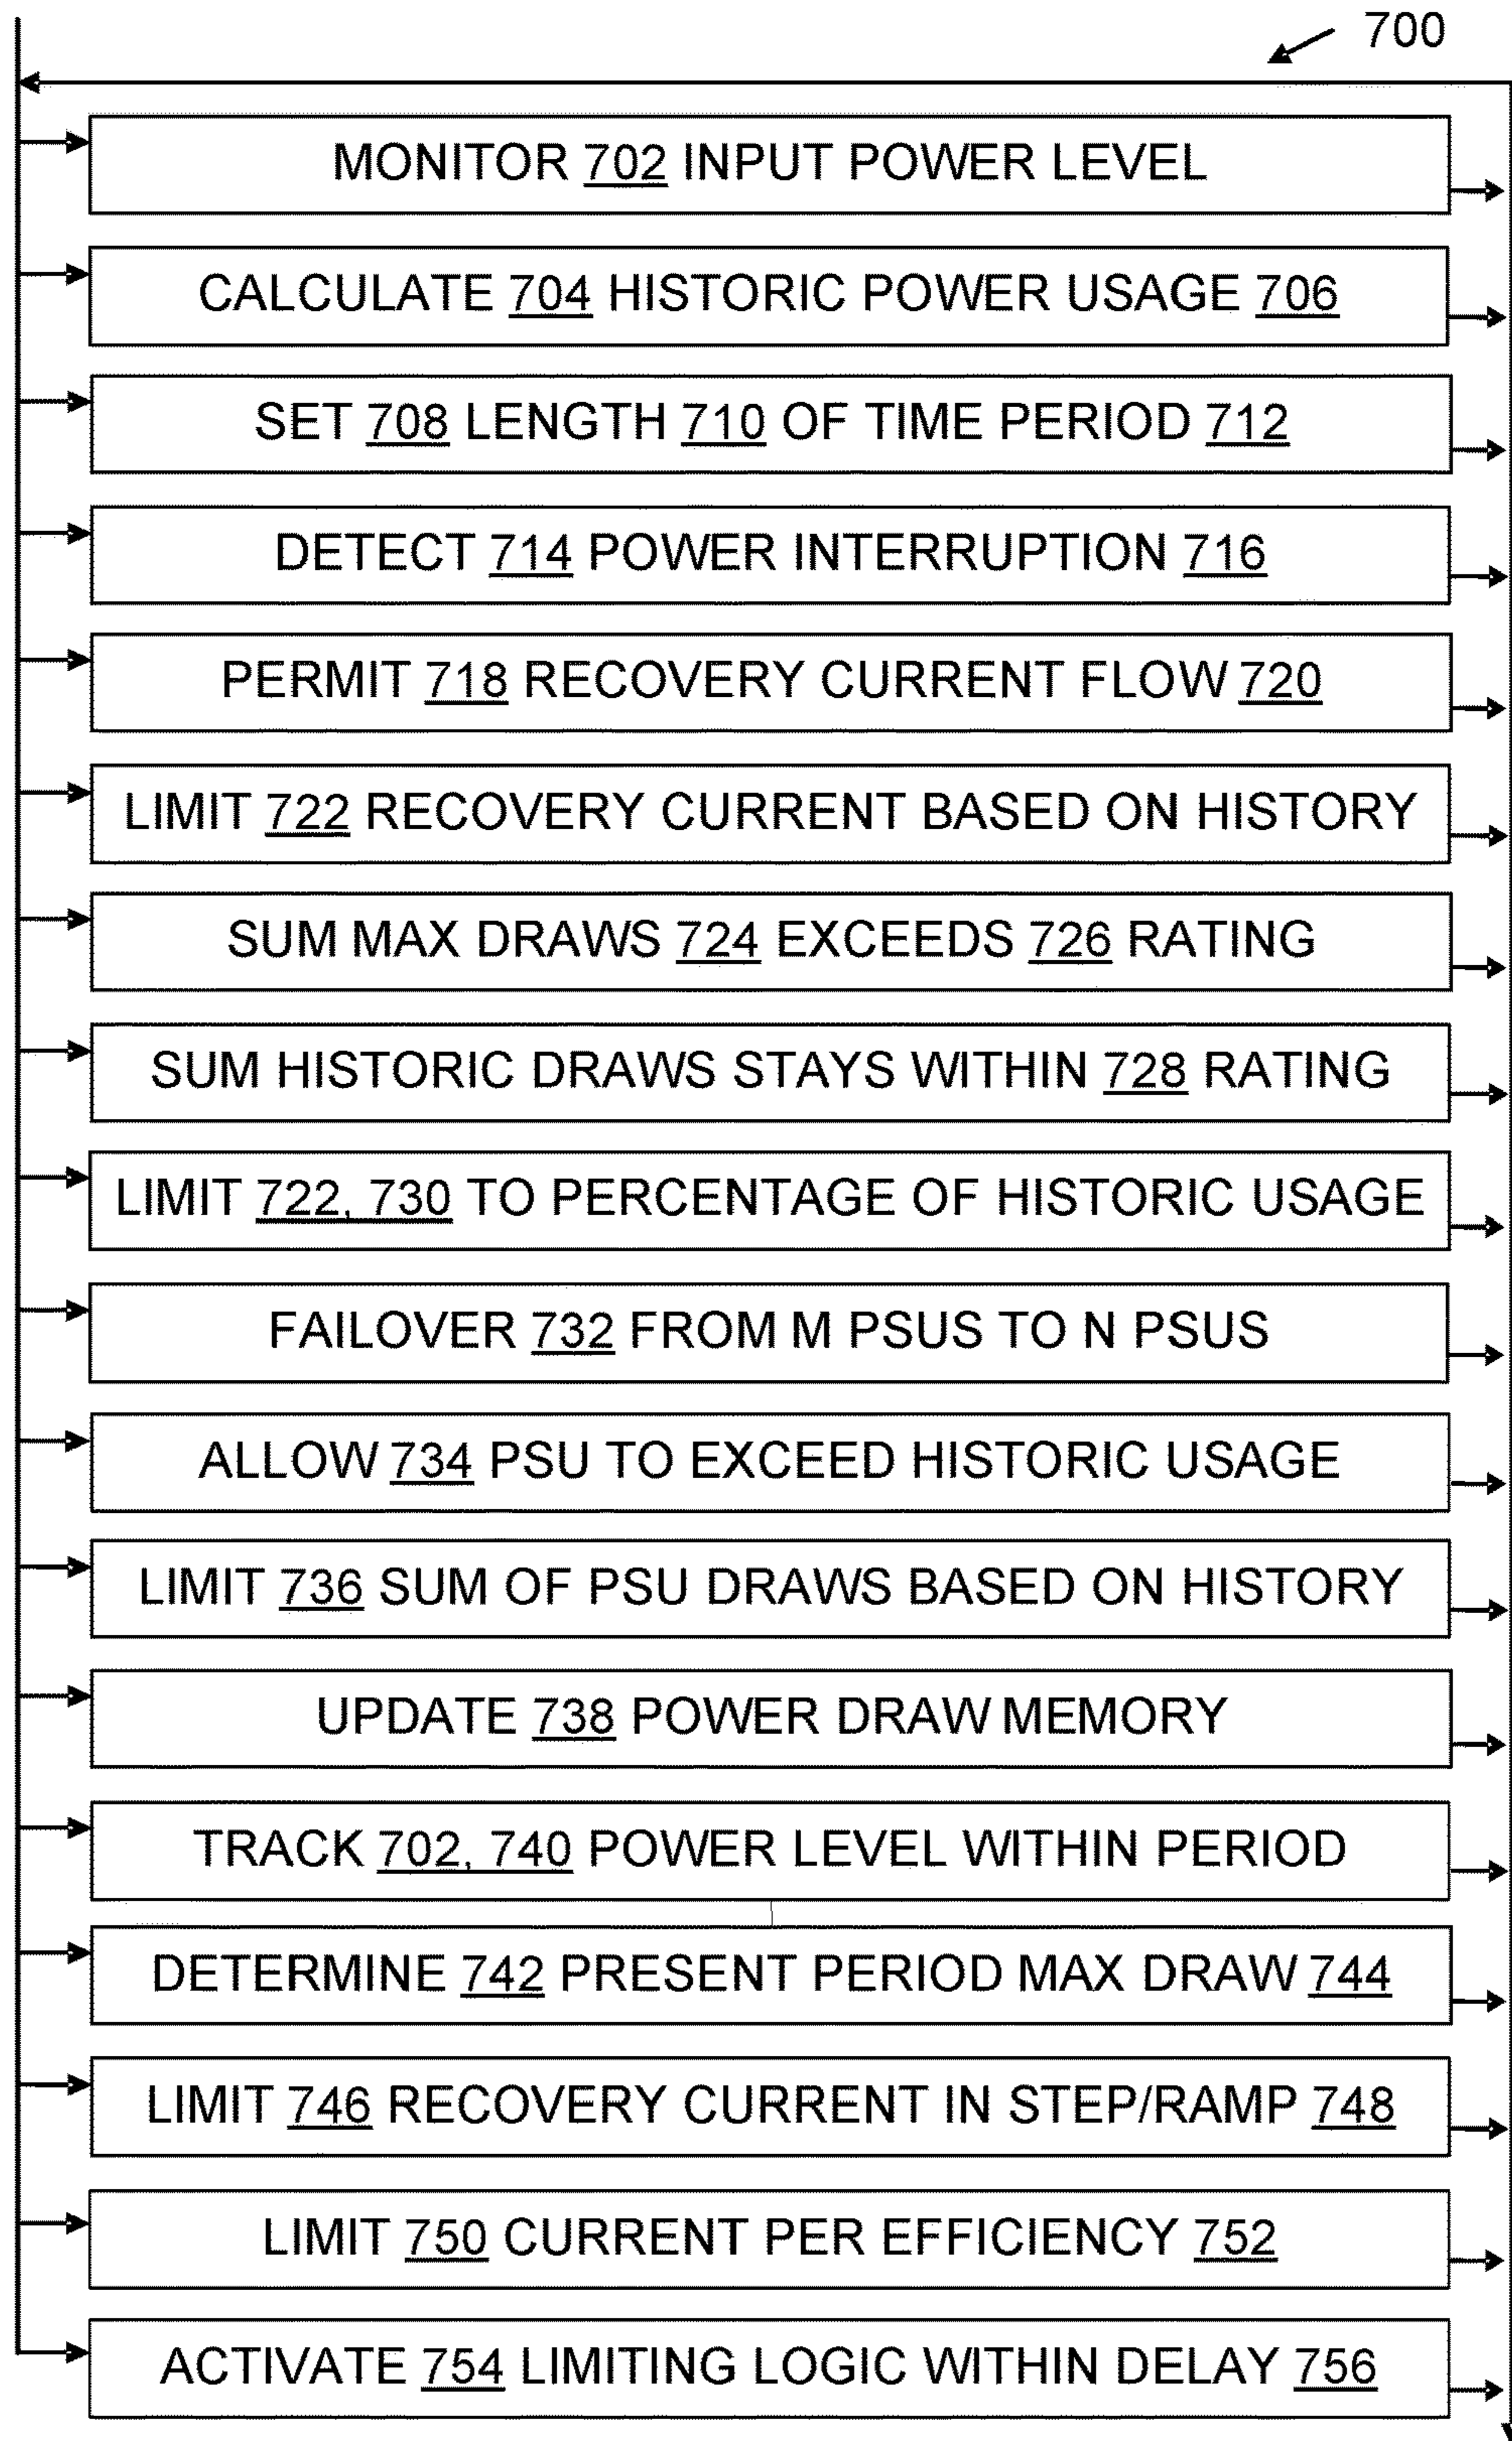 700
MONITOR 702 INPUT POWER LEVEL
CALCULATE 704 HISTORIC POWER USAGE 706
SET 708 LENGTH 710 OF TIME PERIOD 712
DETECT 714 POWER INTERRUPTION 716
PERMIT 718 RECOVERY CURRENT FLOW 720
LIMIT 722 RECOVERY CURRENT BASED ON HISTORY
SUM MAX DRAWS 724 EXCEEDS 726 RATING
SUM HISTORIC DRAWS STAYS WITHIN 728 RATING
LIMIT 722, 730 TO PERCENTAGE OF HISTORIC USAGE
FAILOVER 732 FROM M PSUS TO N PSUS
ALLOW 734 PSU TO EXCEED HISTORIC USAGE
LIMIT 736 SUM OF PSU DRAWS BASED ON HISTORY
UPDATE 738 POWER DRAW MEMORY
TRACK 702, 740 POWER LEVEL WITHIN PERIOD
DETERMINE 742 PRESENT PERIOD MAX DRAW 744
LIMIT 746 RECOVERY CURRENT IN STEP/RAMP 748
LIMIT 750 CURRENT PER EFFICIENCY 752
ACTIVATE 754 LIMITING LOGIC WITHIN DELAY 756